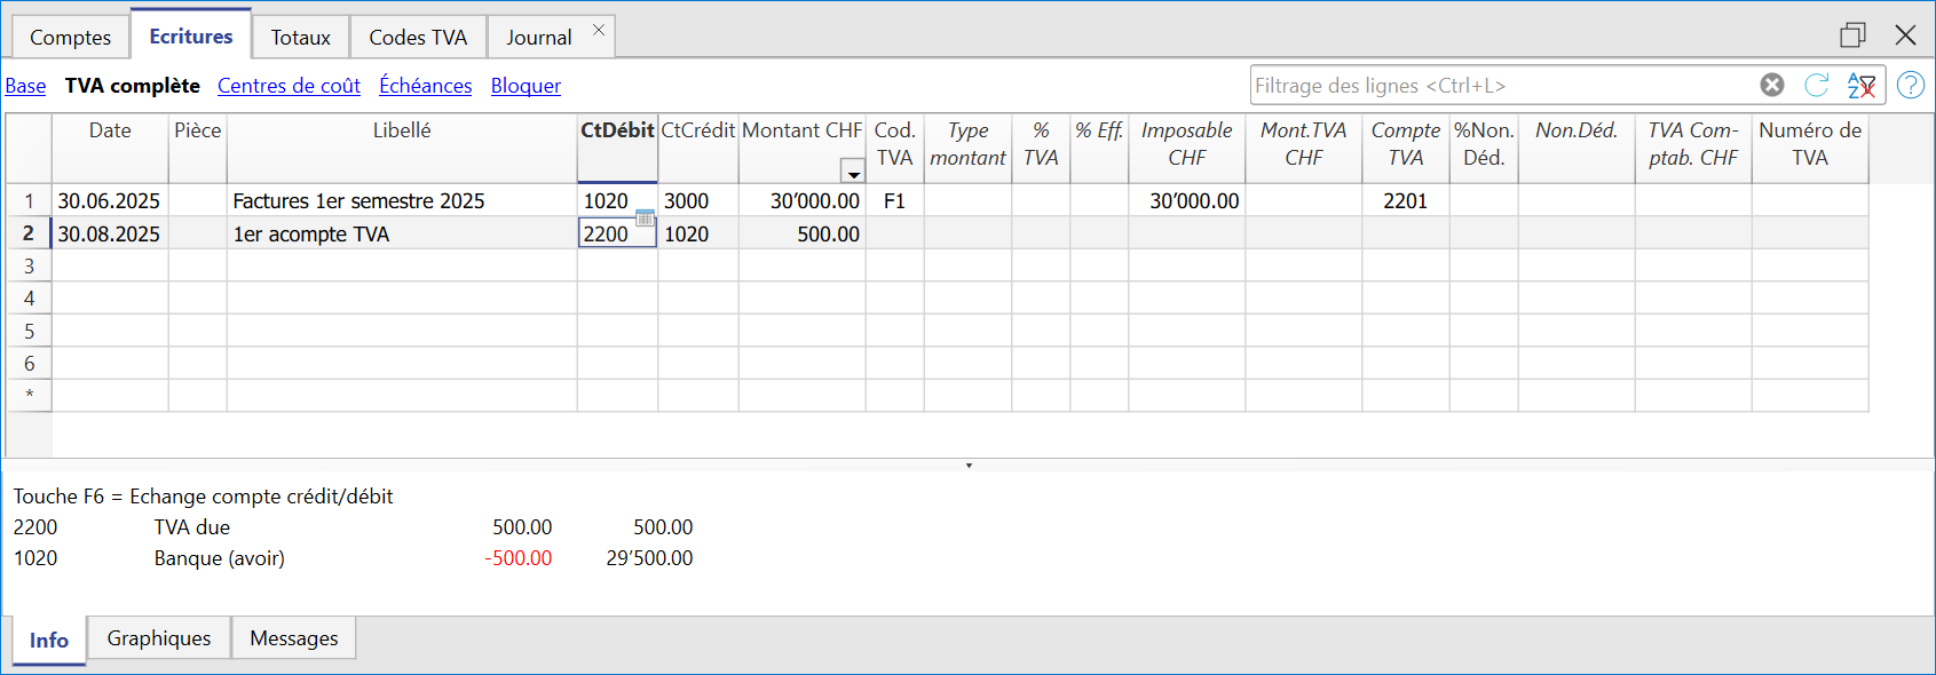 Comptes Ecritures Totaux Codes TVA Journal
Base TVA complète Centres de coût Échéances Bloquer Filtrage des lignes <Ctrl+L>
Date Pièce Libellé CtDébit CtCrédit Montant CHF Cod. TVA Type montant % TVA % Eff. Imposable CHF Mont.TVA CHF Compte TVA %Non. Déd. Non.Déd. TVA Com- ptab. CHF Numéro de TVA
1 30.06.2025 Factures 1er semestre 2025 1020 3000 30’000.00 F1 30’000.00 2201
2 30.08.2025 1er acompte TVA 2200 1020 500.00
3
4
5
6
*
Touche F6 = Echange compte crédit/débit
2200 TVA due 500.00 500.00
1020 Banque (avoir) -500.00 29’500.00
Info Graphiques Messages